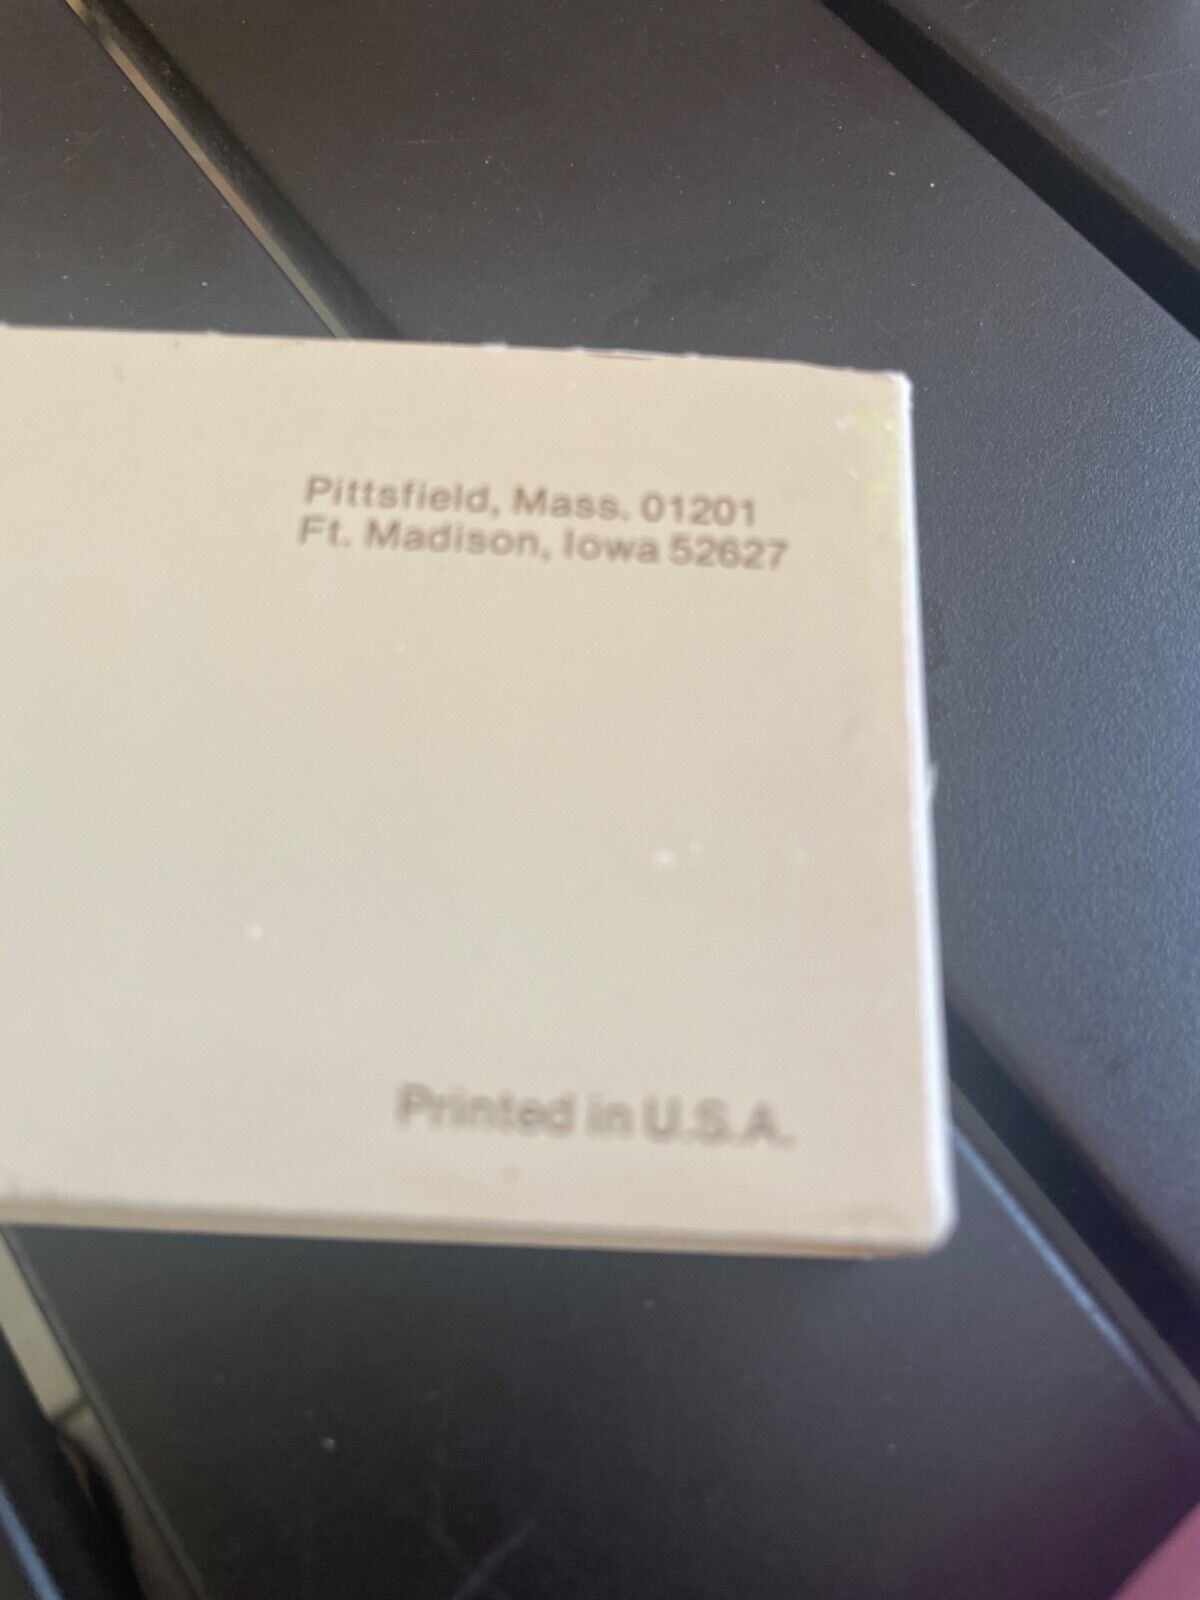 Pittsfield, Mass. 01201
Ft. Madison, Iowa 52627
Printed in U.S.A.